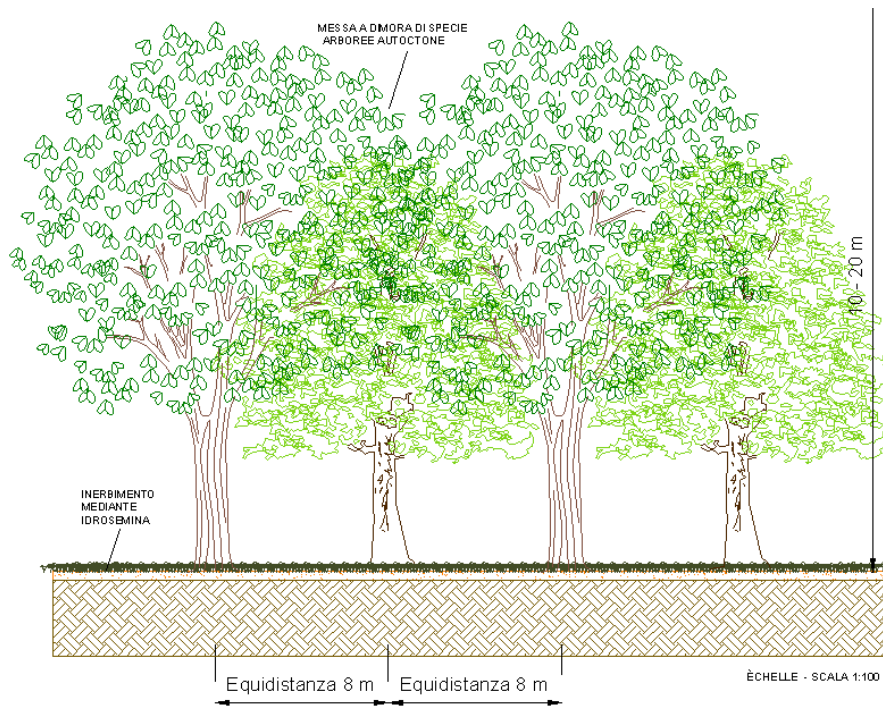 MESSA A DIMORA DI SPECIE
ARBOREE AUTOCTONE
10 - 20 m
INERBIMENTO
MEDIANTE
IDROSEMINA
ÈCHELLE - SCALA 1:100
Equidistanza 8 m
Equidistanza 8 m